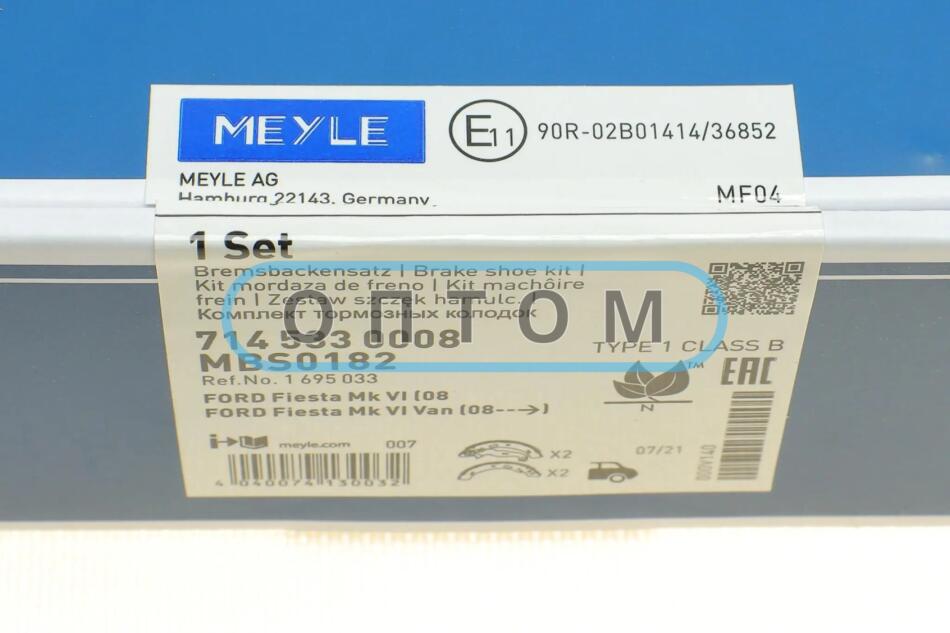 MEYLE
E11 90R-02B01414/36852
MEYLE AG
Hamburg 22143, Germany
MF04
1 Set
Bremsbackensatz | Brake shoe kit |
Kit mordaza de freno | Kit machôire
frein | Zestaw szczęk hamulc.
Комплект тормозных колодок
ОПТОМ
714 533 0008
MBS0182
TYPE 1 CLASS B
Ref.No. 1 695 033
TM
EAC
FORD Fiesta Mk VI (08
FORD Fiesta Mk VI Van (08--->)
N
meyle.com 007
X2
X2
07/21
000V140
4 040074 130032